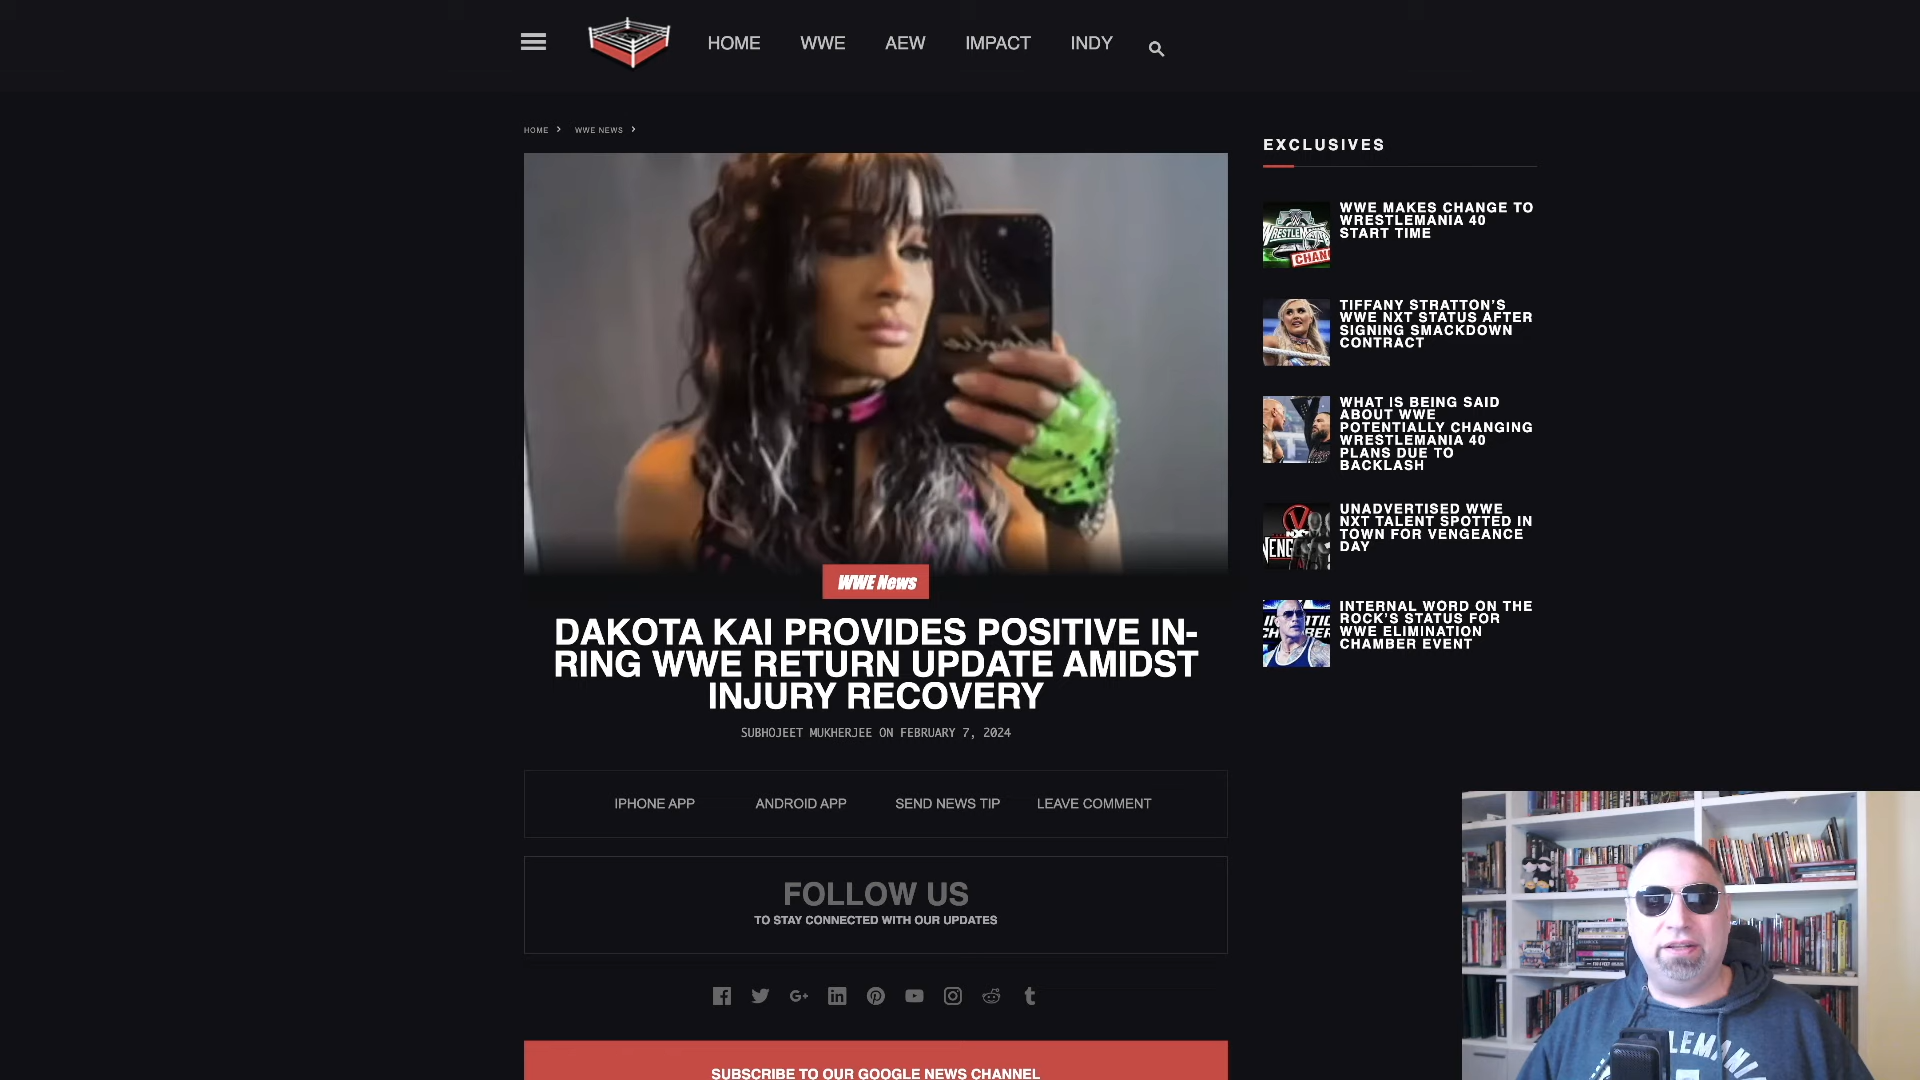 HOME
WWE
AEW
IMPACT
INDY
HOME
WWE NEWS
EXCLUSIVES
WWE MAKES CHANGE TO
WRESTLEMANIA 40
START TIME
TIFFANY STRATTON'S
WWE NXT STATUS AFTER
SIGNING SMACKDOWN
CONTRACT
WHAT IS BEING SAID
ABOUT WWE
POTENTIALLY CHANGING
WRESTLEMANIA 40
PLANS DUE TO
BACKLASH
UNADVERTISED WWE
NXT TALENT SPOTTED IN
TOWN FOR VENGEANCE
DAY
INTERNAL WORD ON THE
ROCK'S STATUS FOR
WWE ELIMINATION
CHAMBER EVENT
WWE News
DAKOTA KAI PROVIDES POSITIVE IN-
RING WWE RETURN UPDATE AMIDST
INJURY RECOVERY
SUBHOJEET MUKHERJEE ON FEBRUARY 7, 2024
IPHONE APP
ANDROID APP
SEND NEWS TIP
LEAVE COMMENT
FOLLOW US
TO STAY CONNECTED WITH OUR UPDATES
SUBSCRIBE TO OUR GOOGLE NEWS CHANNEL